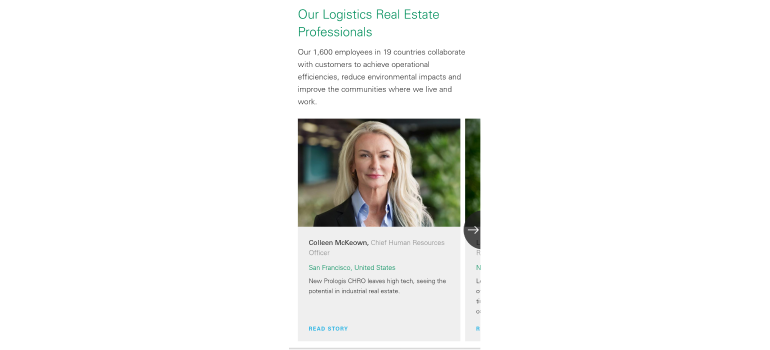 Our Logistics Real Estate
Professionals
Our 1,600 employees in 19 countries collaborate
with customers to achieve operational
efficiencies, reduce environmental impacts and
improve the communities where we live and
work.
Colleen McKeown, Chief Human Resources
Officer
San Francisco, United States
New Prologis CHRO leaves high tech, seeing the
potential in industrial real estate.
READ STORY